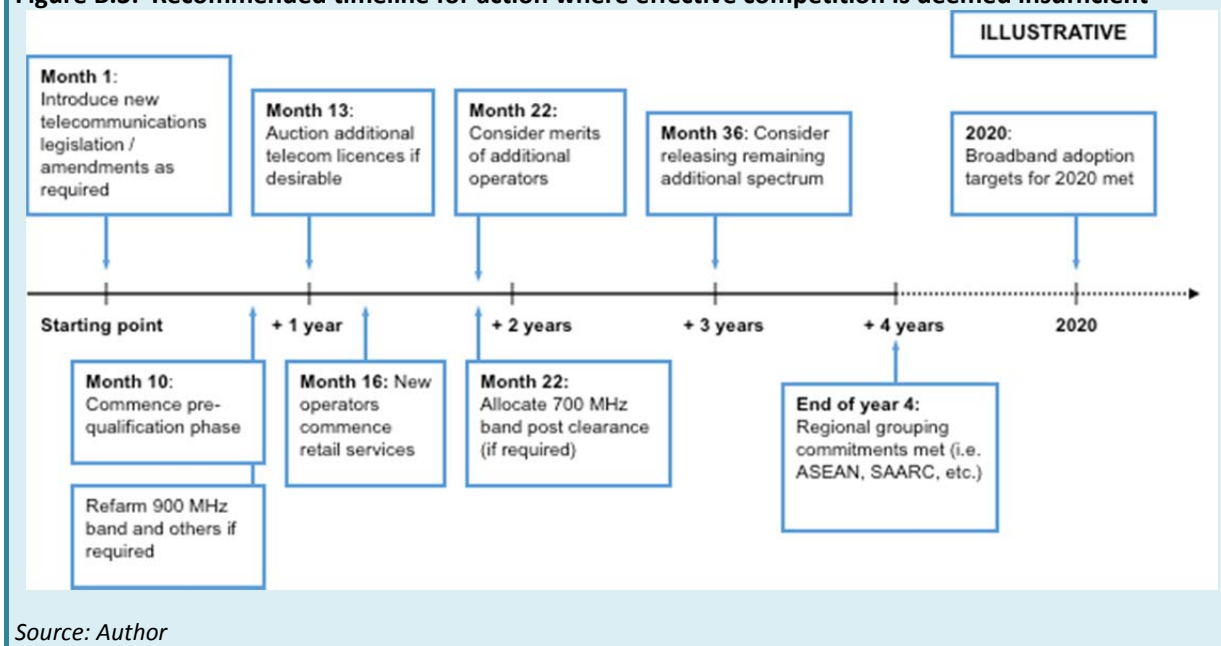 Figure B.3: Recommended timeline for action where effective competition is deemed insufficient
ILLUSTRATIVE
Month 1:
Introduce new
telecommunications
legislation /
amendments as
required
Month 13:
Auction additional
telecom licences if
desirable
Month 22:
Consider merits
of additional
operators
Month 36: Consider
releasing remaining
additional spectrum
2020:
Broadband adoption
targets for 2020 met
Starting point
+ 1 year
+ 2 years
+ 3 years
+ 4 years
2020
Month 10:
Commence pre-
qualification phase
Refarm 900 MHz
band and others if
required
Month 16: New
operators
commence
retail services
Month 22:
Allocate 700 MHz
band post clearance
(if required)
End of year 4:
Regional grouping
commitments met (i.e.
ASEAN, SAARC, etc.)
Source: Author